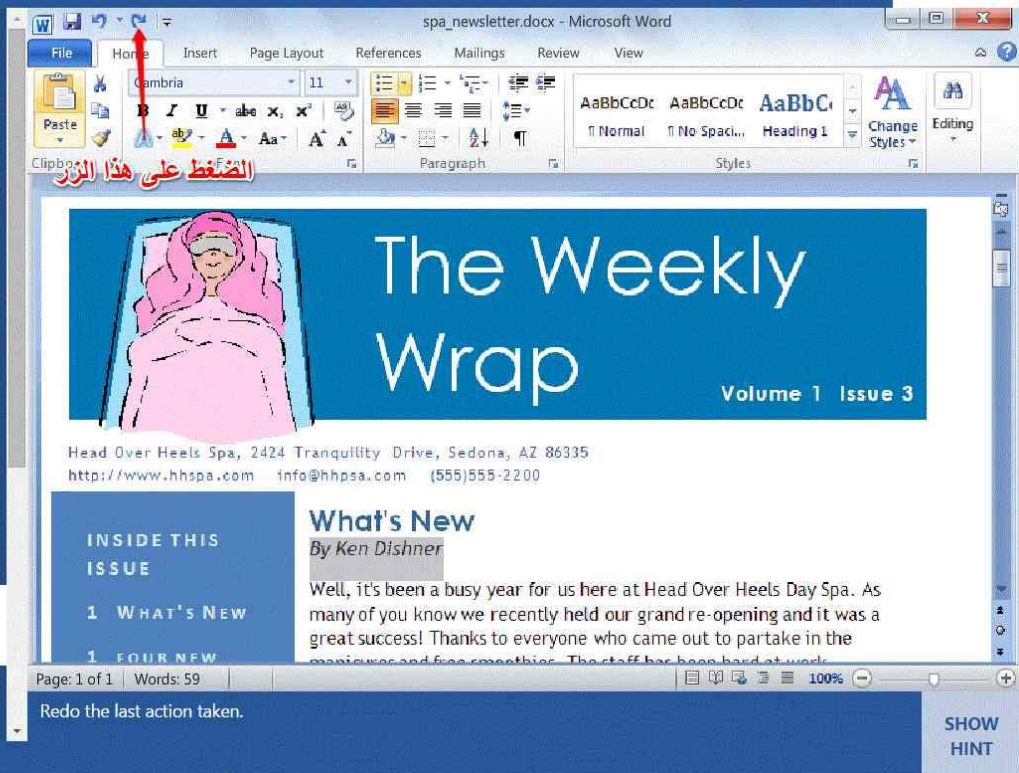 spa_newsletter.docx - Microsoft Word
File Home Insert Page Layout References Mailings Review View
Cambria 11
AaBbCcDc AaBbCcDc AaBbC
Paste B I U abc x₂ x² ¶ Normal ¶ No Spaci... Heading 1 Change Styles Editing
A ab A Aa A A
Paragraph Styles
الضغط على هذا الزر
The Weekly
Wrap
Volume 1 Issue 3
Head Over Heels Spa, 2424 Tranquility Drive, Sedona, AZ 86335
http://www.hhspa.com info@hhpsa.com (555)555-2200
INSIDE THIS
ISSUE
1 WHAT'S NEW
1 FOUR NEW
What's New
By Ken Dishner
Well, it's been a busy year for us here at Head Over Heels Day Spa. As
many of you know we recently held our grand re-opening and it was a
great success! Thanks to everyone who came out to partake in the
Page: 1 of 1 Words: 59 100%
Redo the last action taken.
SHOW
HINT